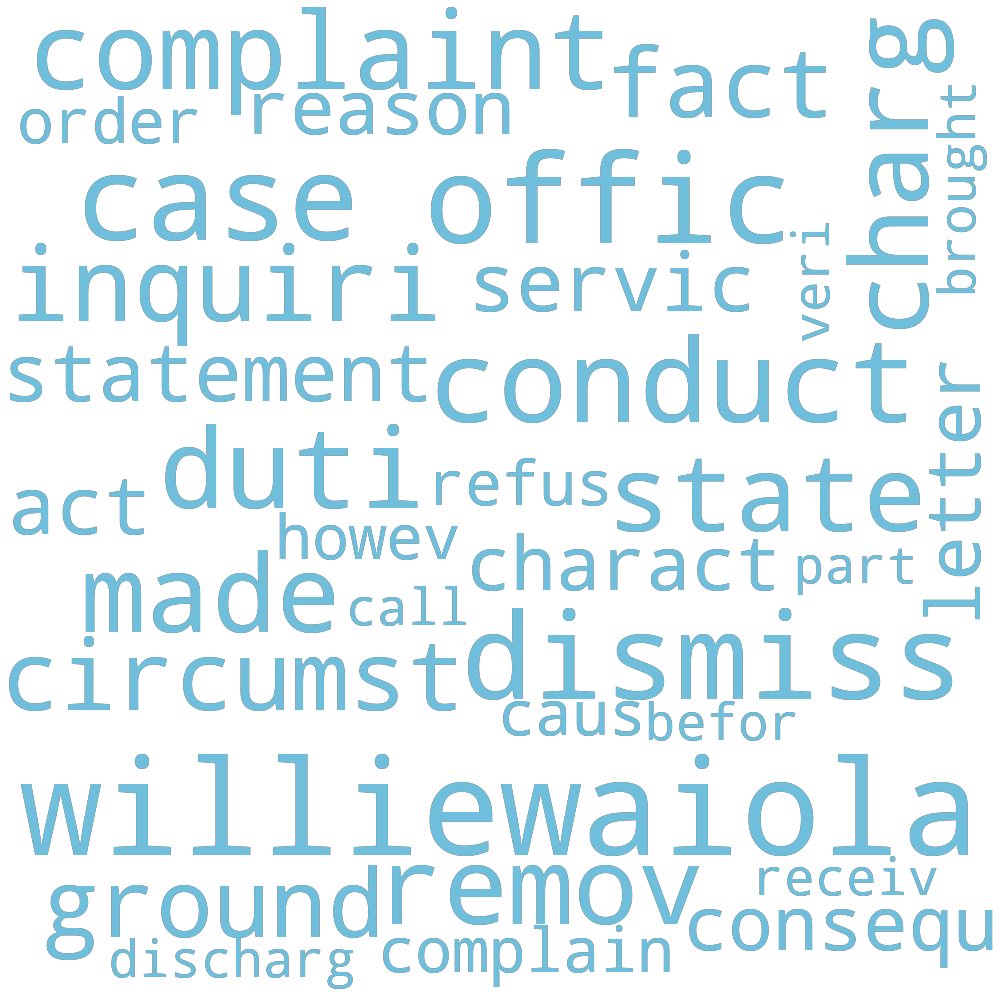 complaint
fact
charg
order
reason
brought
case
offic
veri
inquiri
servic
statement
conduct
letter
duti
refus
state
act
howev
charact
part
made
call
circumst
dismiss
caus
befor
williewaiola
ground
remov
receiv
consequ
discharg
complain